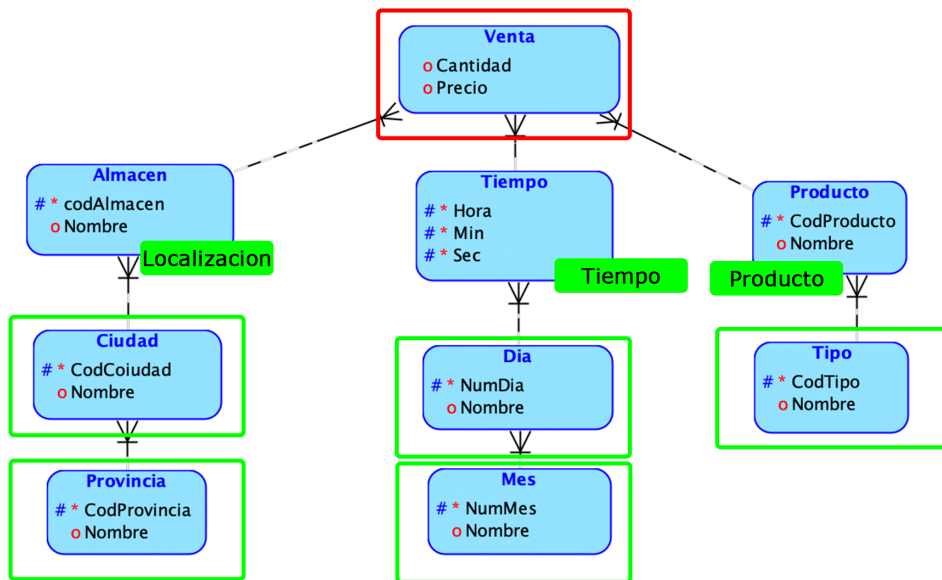 Venta
o Cantidad
o Precio
Almacen
# * codAlmacen
o Nombre
Localizacion
Tiempo
# * Hora
# * Min
# * Sec
Tiempo
Producto
# * CodProducto
o Nombre
Producto
Ciudad
# * CodCoiudad
o Nombre
Dia
# * NumDia
o Nombre
Tipo
# * CodTipo
o Nombre
Provincia
# * CodProvincia
o Nombre
Mes
# * NumMes
o Nombre